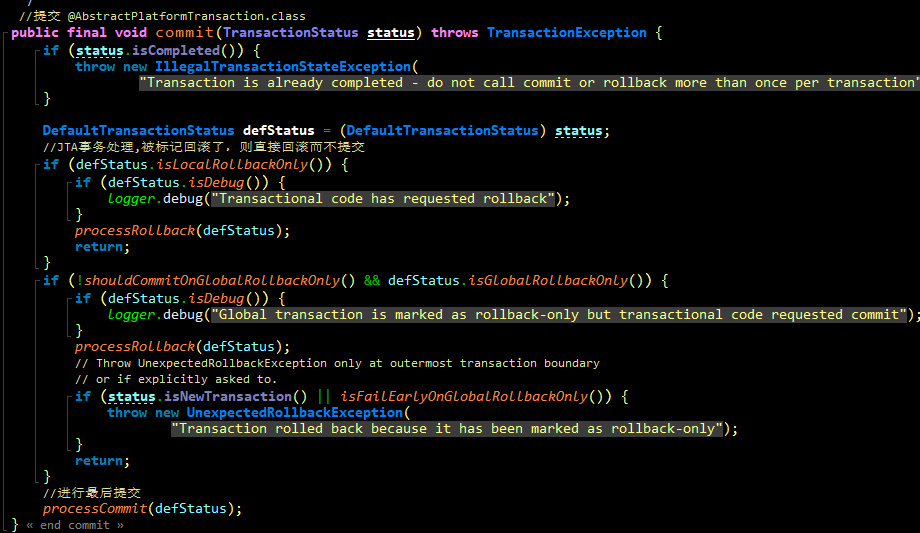 /
//提交 @AbstractPlatformTransaction.class
public final void commit(TransactionStatus status) throws TransactionException {
if (status.isCompleted()) {
throw new IllegalTransactionStateException(
"Transaction is already completed - do not call commit or rollback more than once per transaction"
}
DefaultTransactionStatus defStatus = (DefaultTransactionStatus) status;
//JTA事务处理,被标记回滚了. 则直接回滚而不提交
if (defStatus.isLocalRollbackOnly()) {
if (defStatus.isDebug()) {
logger.debug("Transactional code has requested rollback");
}
processRollback(defStatus);
return;
}
if (!shouldCommitOnGlobalRollbackOnly() && defStatus.isGlobalRollbackOnly()) {
if (defStatus.isDebug()) {
logger.debug("Global transaction is marked as rollback-only but transactional code requested commit");
}
processRollback(defStatus);
// Throw UnexpectedRollbackException only at outermost transaction boundary
// or if explicitly asked to.
if (status.isNewTransaction() || isFailEarlyOnGlobalRollbackOnly()) {
throw new UnexpectedRollbackException(
"Transaction rolled back because it has been marked as rollback-only");
}
return;
}
//进行最后提交
processCommit(defStatus);
} « end commit »